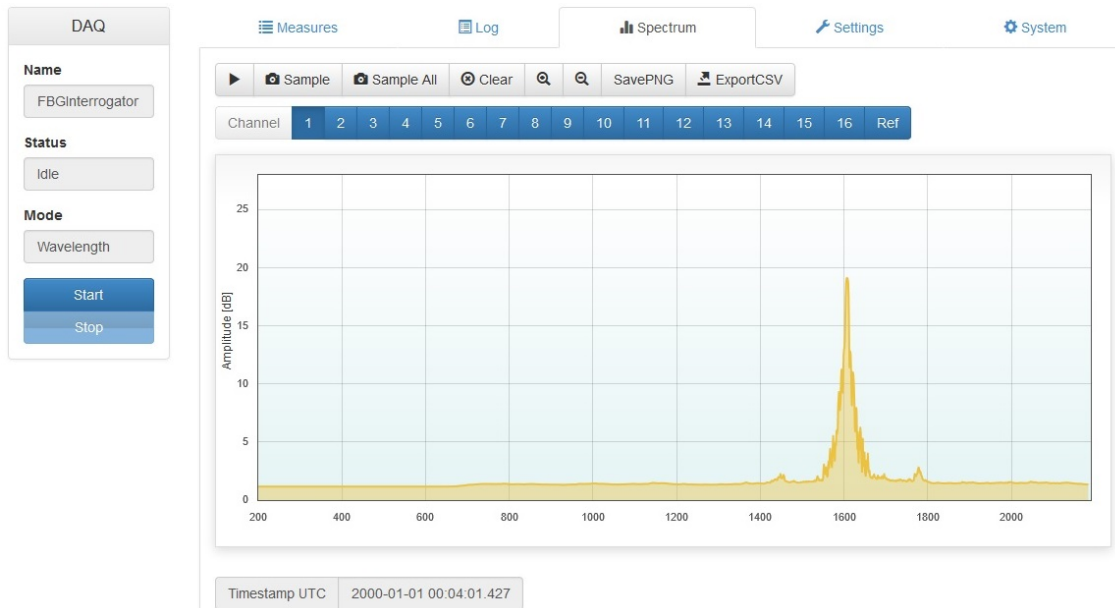 DAQ
Name
FBGInterrogator
Status
Idle
Mode
Wavelength
Start
Stop
Measures Log Spectrum Settings System
Sample Sample All Clear SavePNG ExportCSV
Channel 1 2 3 4 5 6 7 8 9 10 11 12 13 14 15 16 Ref
Amplitude [dB]
25
20
15
10
5
0
200 400 600 800 1000 1200 1400 1600 1800 2000
Timestamp UTC 2000-01-01 00:04:01.427